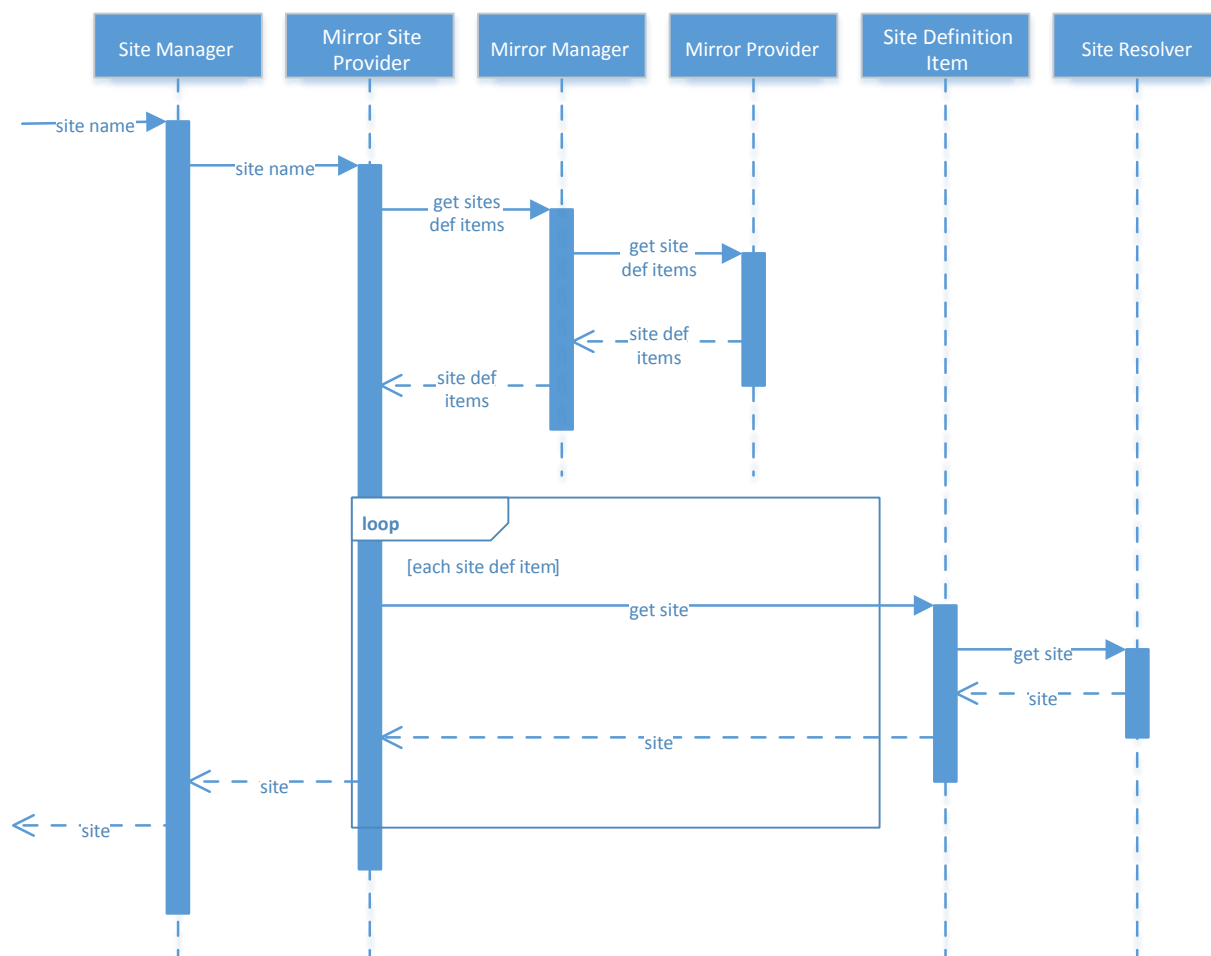 Site Manager
Mirror Site
Provider
Mirror Manager
Mirror Provider
Site Definition
Item
Site Resolver
site name
site name
get sites
def items
get site
def items
site def
items
site def
items
loop
[each site def item]
get site
get site
site
site
site
site